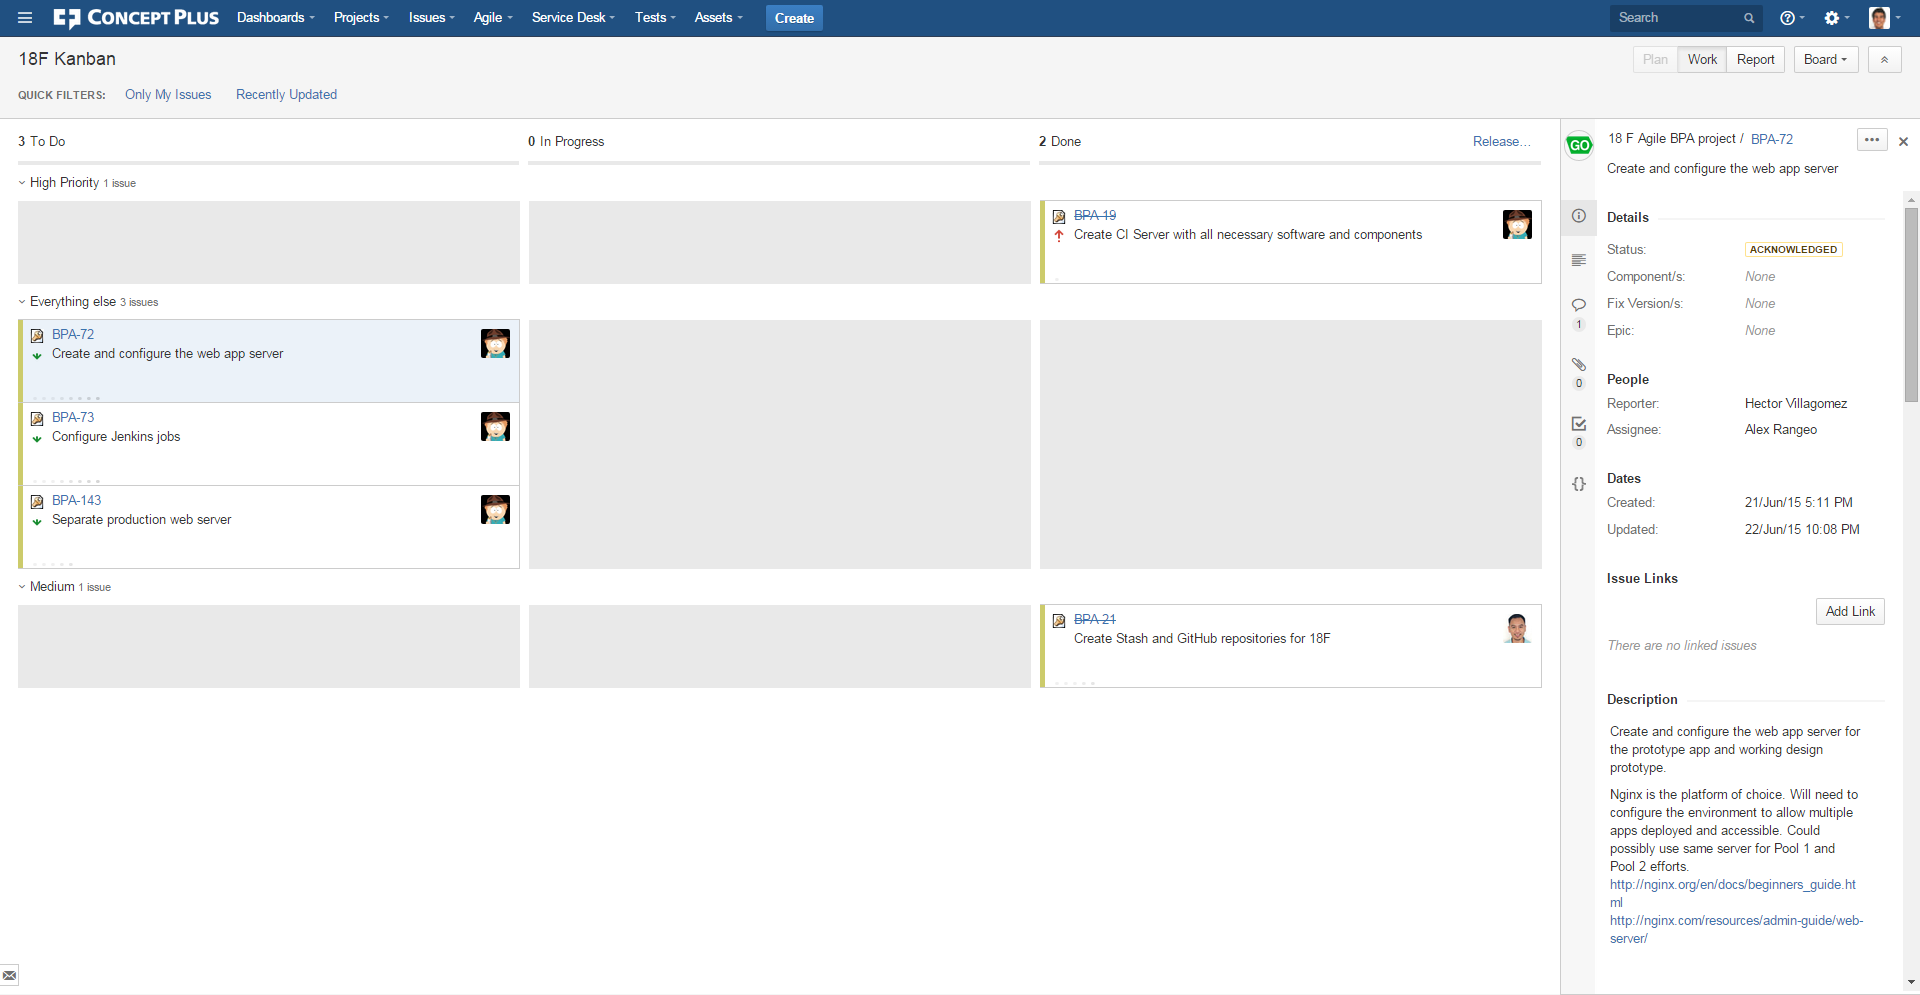 CONCEPT PLUS Dashboards Projects Issues Agile Service Desk Tests Assets Create Search
18F Kanban
Plan Work Report Board
QUICK FILTERS: Only My Issues Recently Updated
3 To Do
0 In Progress
2 Done
Release...
High Priority 1 issue
BPA-19
Create CI Server with all necessary software and components
Everything else 3 issues
BPA-72
Create and configure the web app server
BPA-73
Configure Jenkins jobs
BPA-143
Separate production web server
Medium 1 issue
BPA-21
Create Stash and GitHub repositories for 18F
GO
18 F Agile BPA project / BPA-72
Create and configure the web app server
1
0
0
Details
Status: ACKNOWLEDGED
Component/s: None
Fix Version/s: None
Epic: None
People
Reporter: Hector Villagomez
Assignee: Alex Rangeo
Dates
Created: 21/Jun/15 5:11 PM
Updated: 22/Jun/15 10:08 PM
Issue Links
Add Link
There are no linked issues
Description
Create and configure the web app server for
the prototype app and working design
prototype.
Nginx is the platform of choice. Will need to
configure the environment to allow multiple
apps deployed and accessible. Could
possibly use same server for Pool 1 and
Pool 2 efforts.
http://nginx.org/en/docs/beginners_guide.ht
ml
http://nginx.com/resources/admin-guide/web-
server/